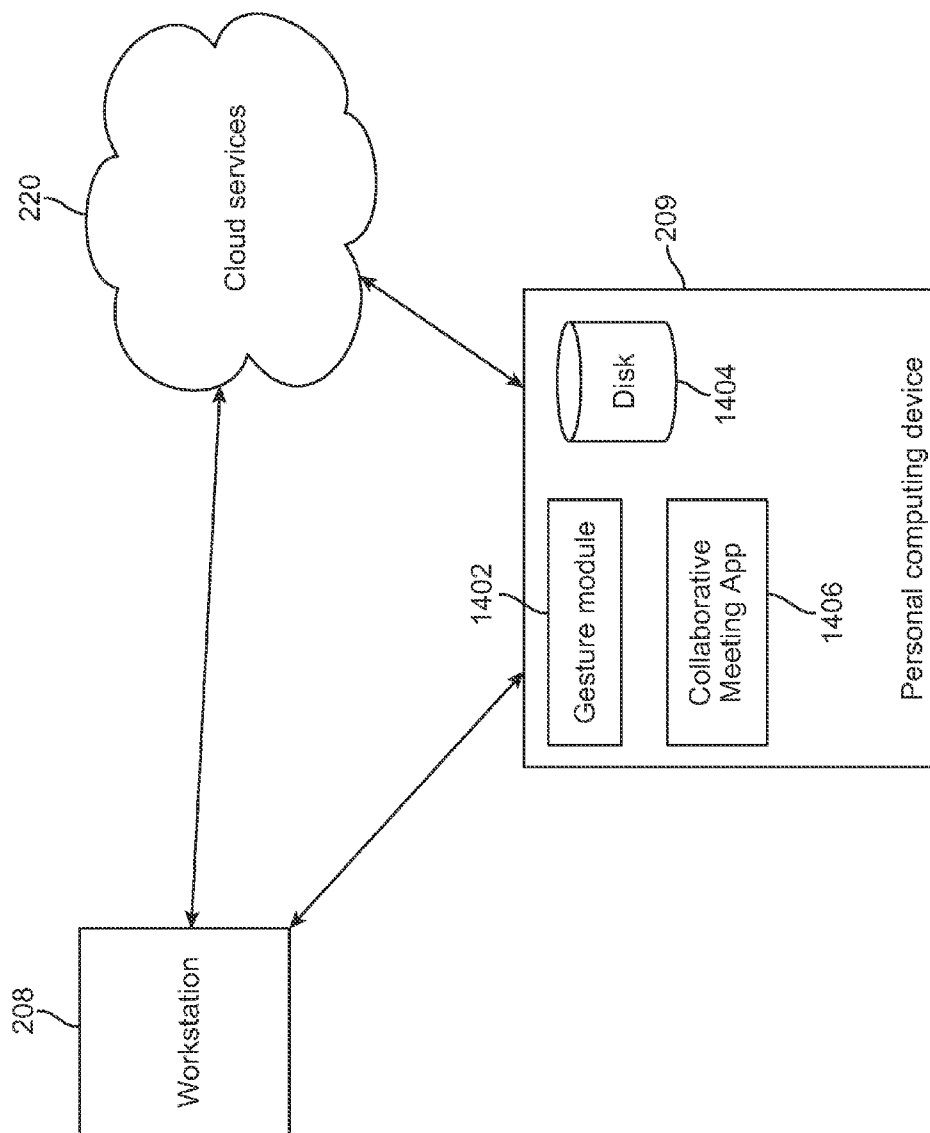 208
Workstation
220
Cloud services
209
1402
Gesture module
Disk
1404
Collaborative
Meeting App
1406
Personal computing device